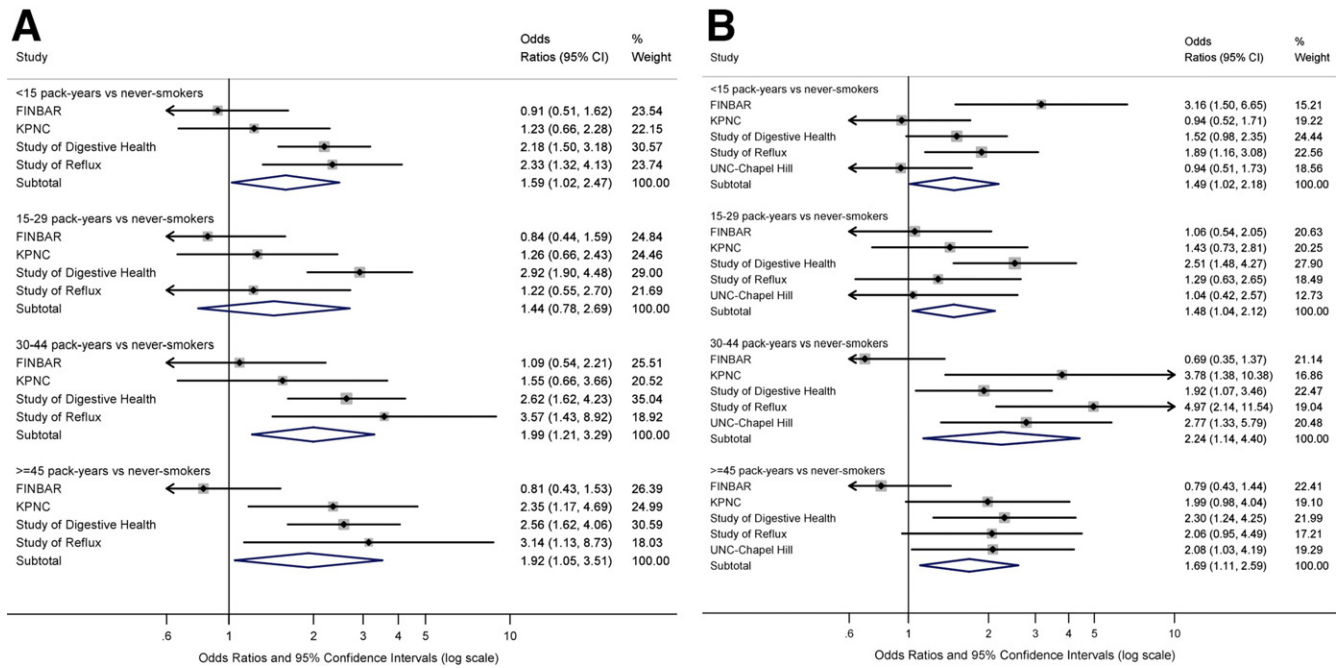 A
Study
Odds
Ratios (95% CI)
%
Weight
<15 pack-years vs never-smokers
FINBAR 0.91 (0.51, 1.62) 23.54
KPNC 1.23 (0.66, 2.28) 22.15
Study of Digestive Health 2.18 (1.50, 3.18) 30.57
Study of Reflux 2.33 (1.32, 4.13) 23.74
Subtotal 1.59 (1.02, 2.47) 100.00
15-29 pack-years vs never-smokers
FINBAR 0.84 (0.44, 1.59) 24.84
KPNC 1.26 (0.66, 2.43) 24.46
Study of Digestive Health 2.92 (1.90, 4.48) 29.00
Study of Reflux 1.22 (0.55, 2.70) 21.69
Subtotal 1.44 (0.78, 2.69) 100.00
30-44 pack-years vs never-smokers
FINBAR 1.09 (0.54, 2.21) 25.51
KPNC 1.55 (0.66, 3.66) 20.52
Study of Digestive Health 2.62 (1.62, 4.23) 35.04
Study of Reflux 3.57 (1.43, 8.92) 18.92
Subtotal 1.99 (1.21, 3.29) 100.00
>=45 pack-years vs never-smokers
FINBAR 0.81 (0.43, 1.53) 26.39
KPNC 2.35 (1.17, 4.69) 24.99
Study of Digestive Health 2.56 (1.62, 4.06) 30.59
Study of Reflux 3.14 (1.13, 8.73) 18.03
Subtotal 1.92 (1.05, 3.51) 100.00
.6 1 2 3 5 10
Odds Ratios and 95% Confidence Intervals (log scale)
B
Study
Odds
Ratios (95% CI)
%
Weight
<15 pack-years vs never-smokers
FINBAR 3.16 (1.50, 6.65) 15.21
KPNC 0.94 (0.52, 1.71) 19.22
Study of Digestive Health 1.52 (0.98, 2.35) 24.44
Study of Reflux 1.89 (1.16, 3.08) 22.56
UNC-Chapel Hill 0.94 (0.51, 1.73) 18.56
Subtotal 1.49 (1.02, 2.18) 100.00
15-29 pack-years vs never-smokers
FINBAR 1.06 (0.54, 2.05) 20.63
KPNC 1.43 (0.73, 2.81) 20.25
Study of Digestive Health 2.51 (1.48, 4.27) 27.90
Study of Reflux 1.29 (0.63, 2.65) 18.49
UNC-Chapel Hill 1.04 (0.42, 2.57) 12.73
Subtotal 1.48 (1.04, 2.12) 100.00
30-44 pack-years vs never-smokers
FINBAR 0.69 (0.35, 1.37) 21.14
KPNC 3.78 (1.38, 10.38) 16.86
Study of Digestive Health 1.92 (1.07, 3.46) 22.47
Study of Reflux 4.97 (2.14, 11.54) 19.04
UNC-Chapel Hill 2.77 (1.33, 5.79) 20.48
Subtotal 2.24 (1.14, 4.40) 100.00
>=45 pack-years vs never-smokers
FINBAR 0.79 (0.43, 1.44) 22.41
KPNC 1.99 (0.98, 4.04) 19.10
Study of Digestive Health 2.30 (1.24, 4.25) 21.99
Study of Reflux 2.06 (0.95, 4.49) 17.21
UNC-Chapel Hill 2.08 (1.03, 4.19) 19.29
Subtotal 1.69 (1.11, 2.59) 100.00
.6 1 2 3 5 10
Odds Ratios and 95% Confidence Intervals (log scale)